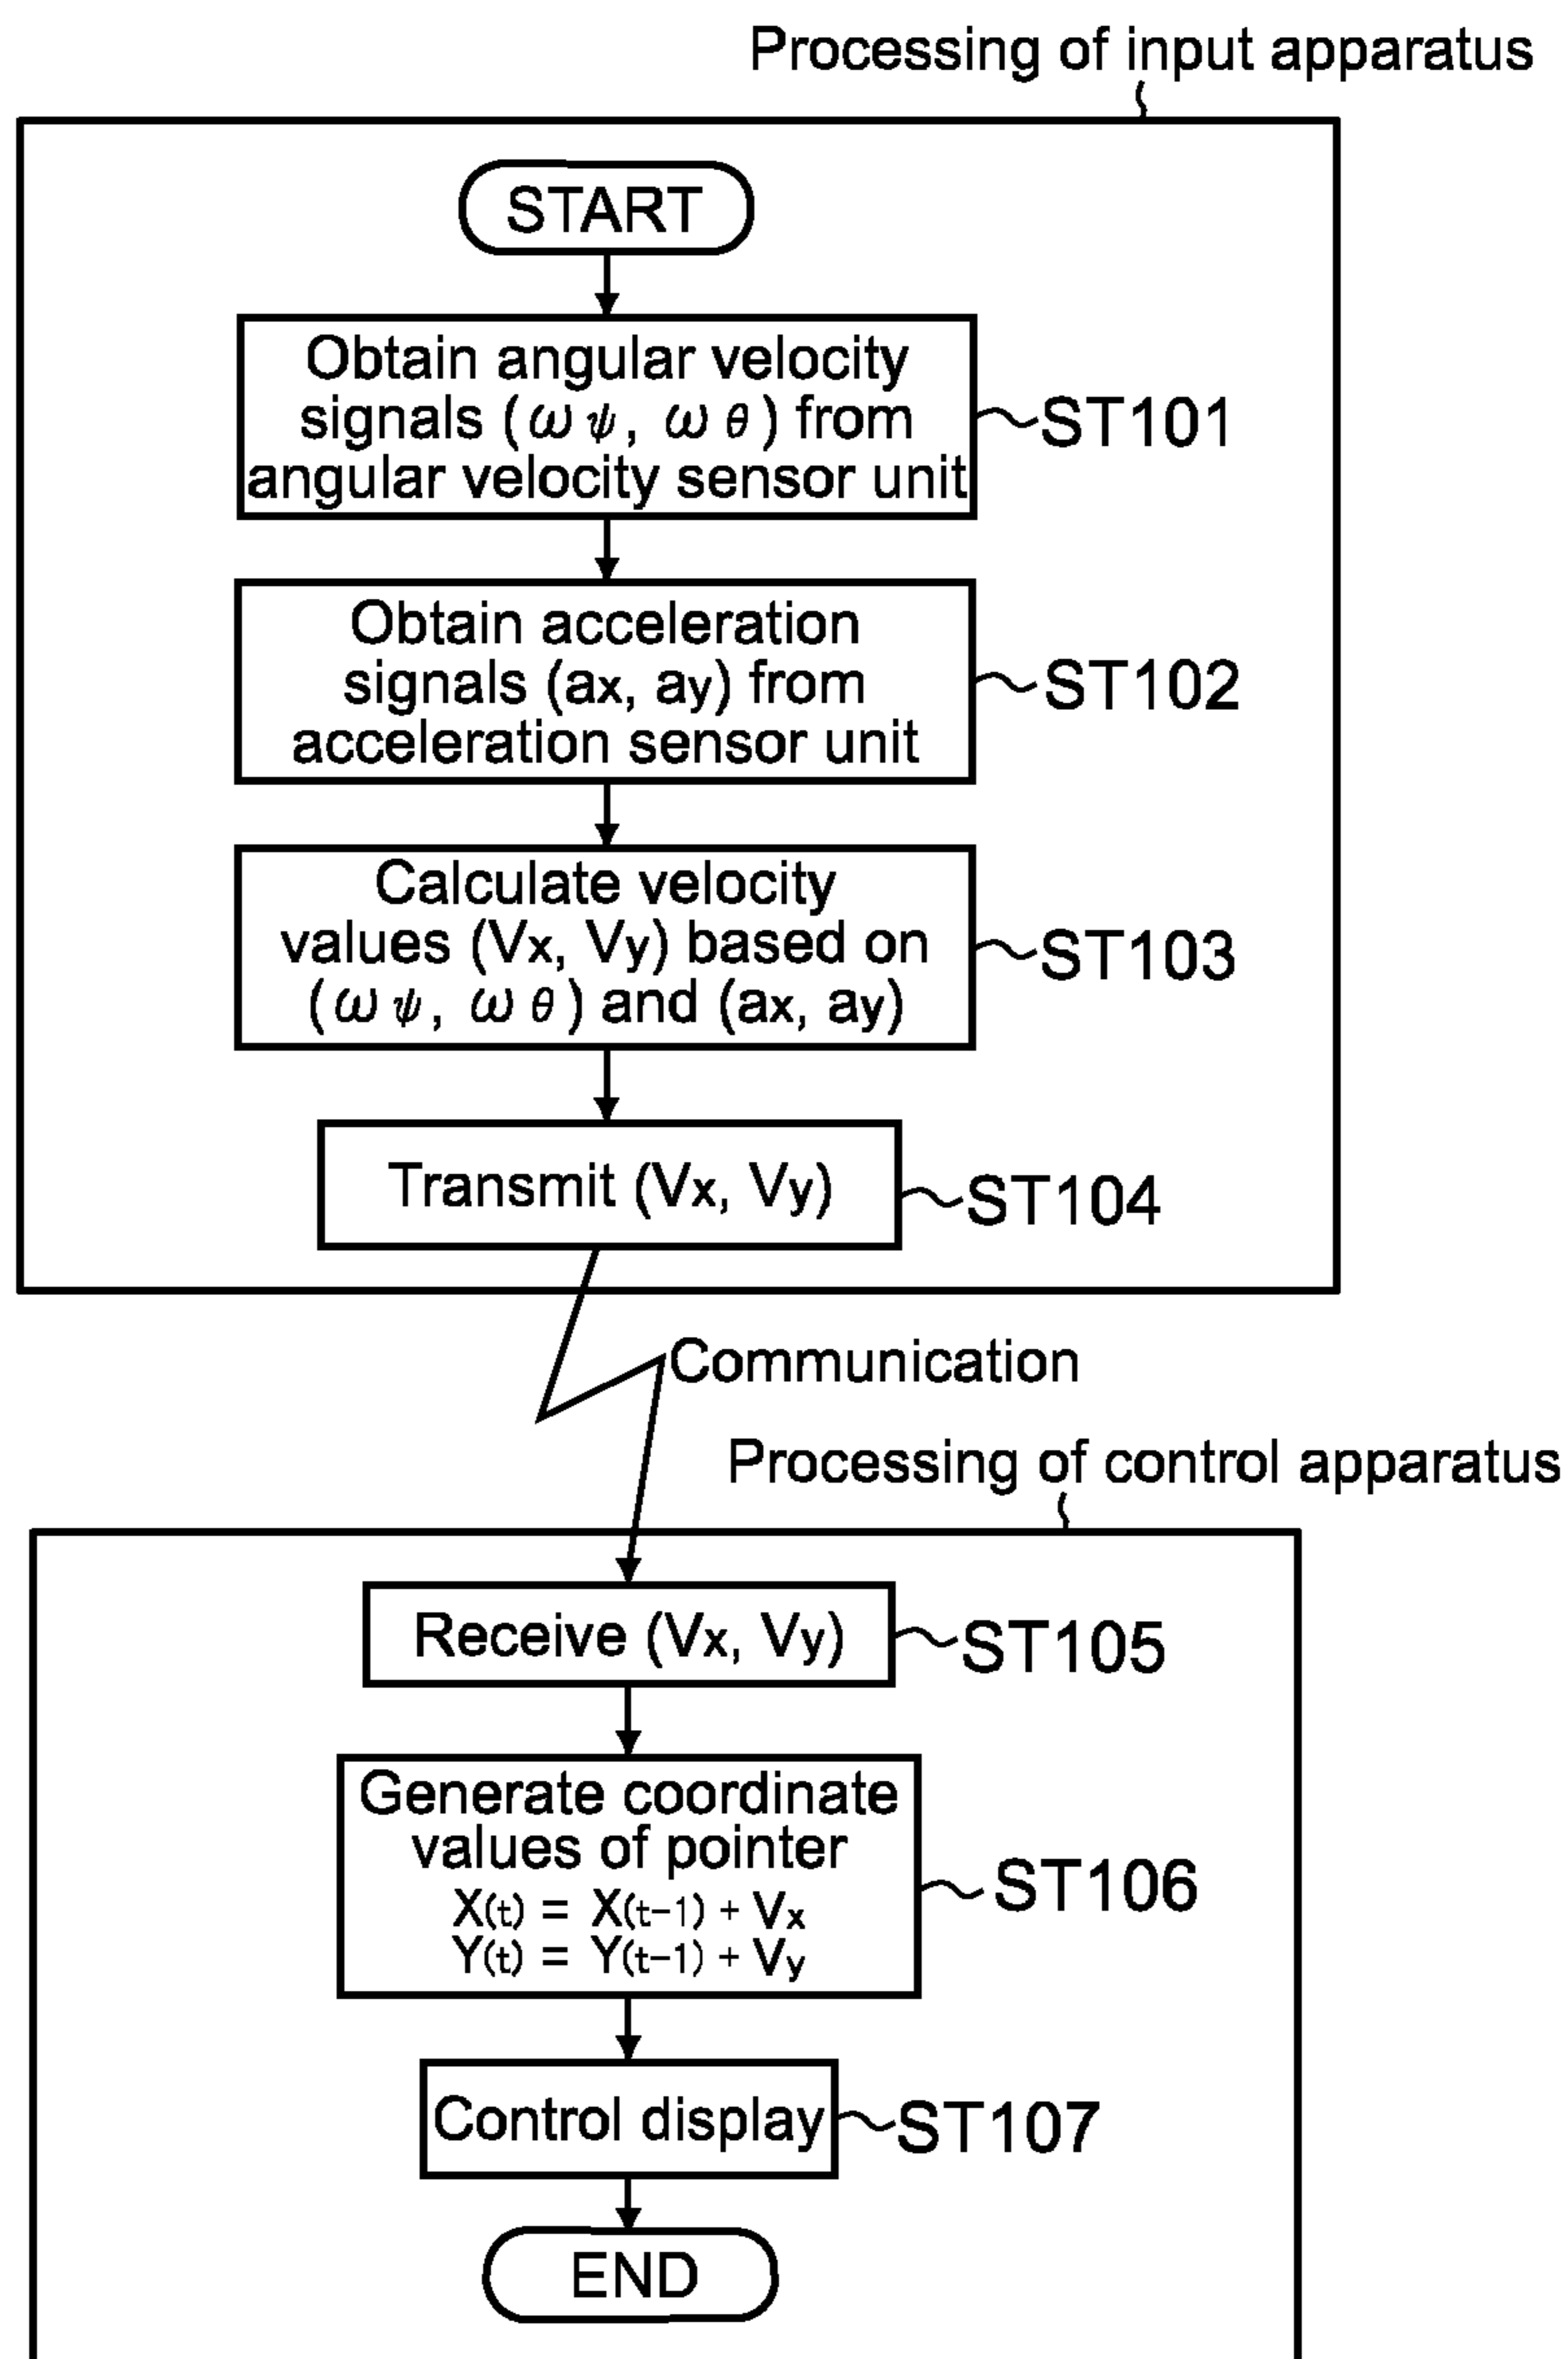 Processing of input apparatus
START
Obtain angular velocity
signals (ωψ, ωθ) from
angular velocity sensor unit
ST101
Obtain acceleration
signals (ax, ay) from
acceleration sensor unit
ST102
Calculate velocity
values (Vx, Vy) based on
(ωψ, ωθ) and (ax, ay)
ST103
Transmit (Vx, Vy)
ST104
Communication
Processing of control apparatus
Receive (Vx, Vy)
ST105
Generate coordinate
values of pointer
X(t) = X(t-1) + Vx
Y(t) = Y(t-1) + Vy
ST106
Control display
ST107
END